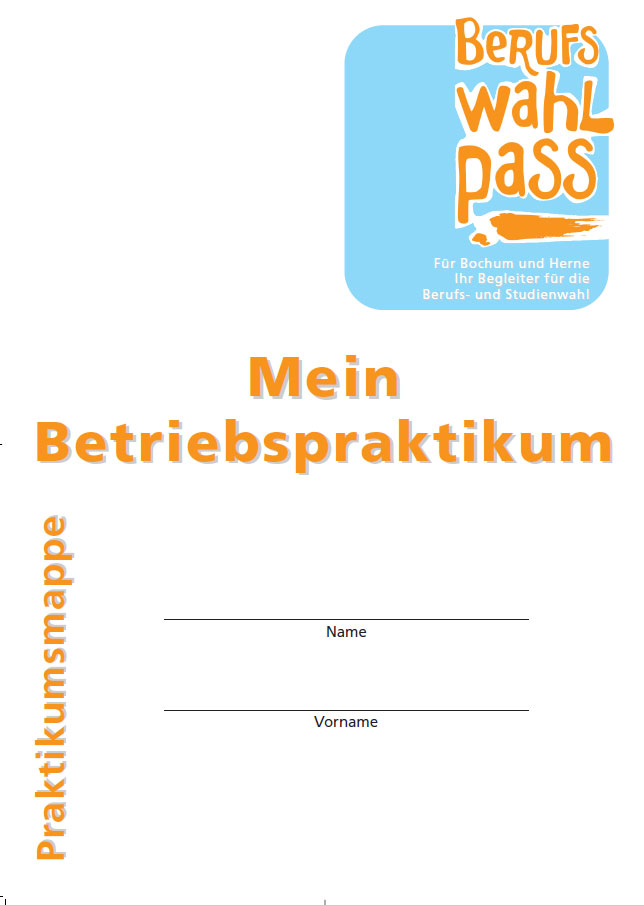 BERUFS
wahl
pass
Für Bochum und Herne
Ihr Begleiter für die
Berufs- und Studienwahl
Mein
Betriebspraktikum
Praktikumsmappe
Name
Vorname